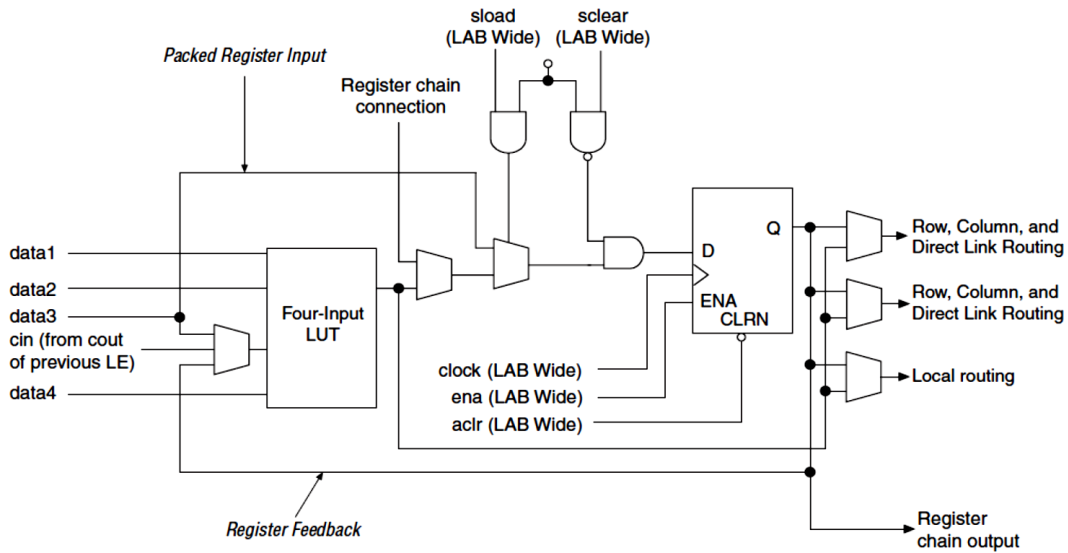 sload
(LAB Wide)
sclear
(LAB Wide)
Packed Register Input
Register chain
connection
data1
data2
data3
cin (from cout
of previous LE)
data4
Four-Input
LUT
D
Q
ENA
CLRN
clock (LAB Wide)
ena (LAB Wide)
aclr (LAB Wide)
Row, Column, and
Direct Link Routing
Row, Column, and
Direct Link Routing
Local routing
Register Feedback
Register
chain output